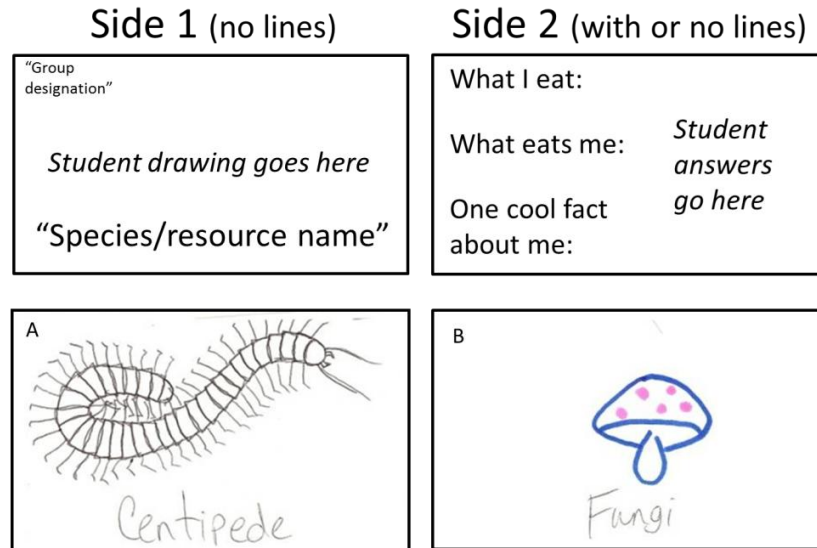 Side 1 (no lines)
“Group
designation”
Student drawing goes here
“Species/resource name”
Side 2 (with or no lines)
What I eat:
What eats me:
One cool fact
about me:
Student
answers
go here
A
Centipede
B
Fungi